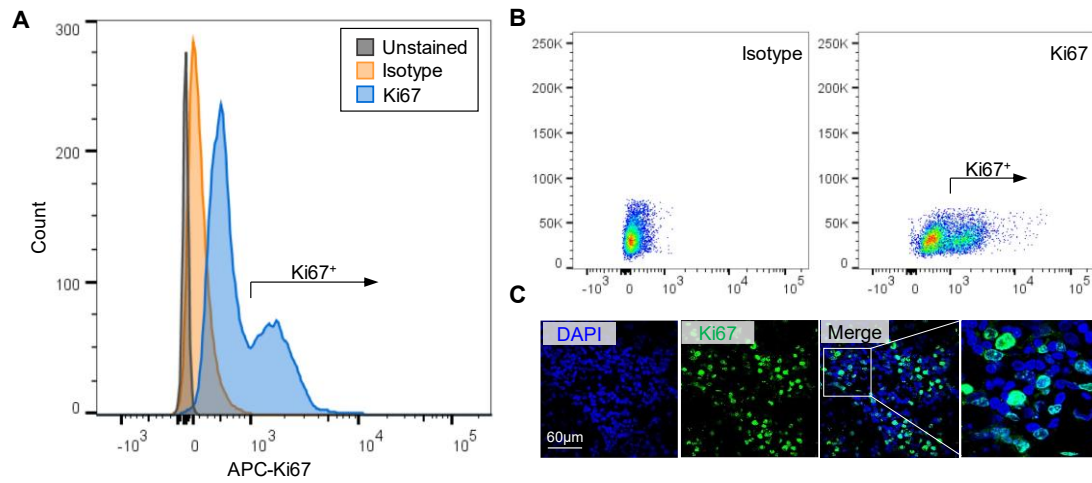 A
300
200
100
0
Count
Unstained
Isotype
Ki67
Ki67⁺
-10³ 0 10³ 10⁴ 10⁵
APC-Ki67
B
250K
200K
150K
100K
50K
0
Isotype
-10³ 0 10³ 10⁴ 10⁵
250K
200K
150K
100K
50K
0
Ki67
Ki67⁺
-10³ 0 10³ 10⁴ 10⁵
C
DAPI Ki67 Merge
60μm